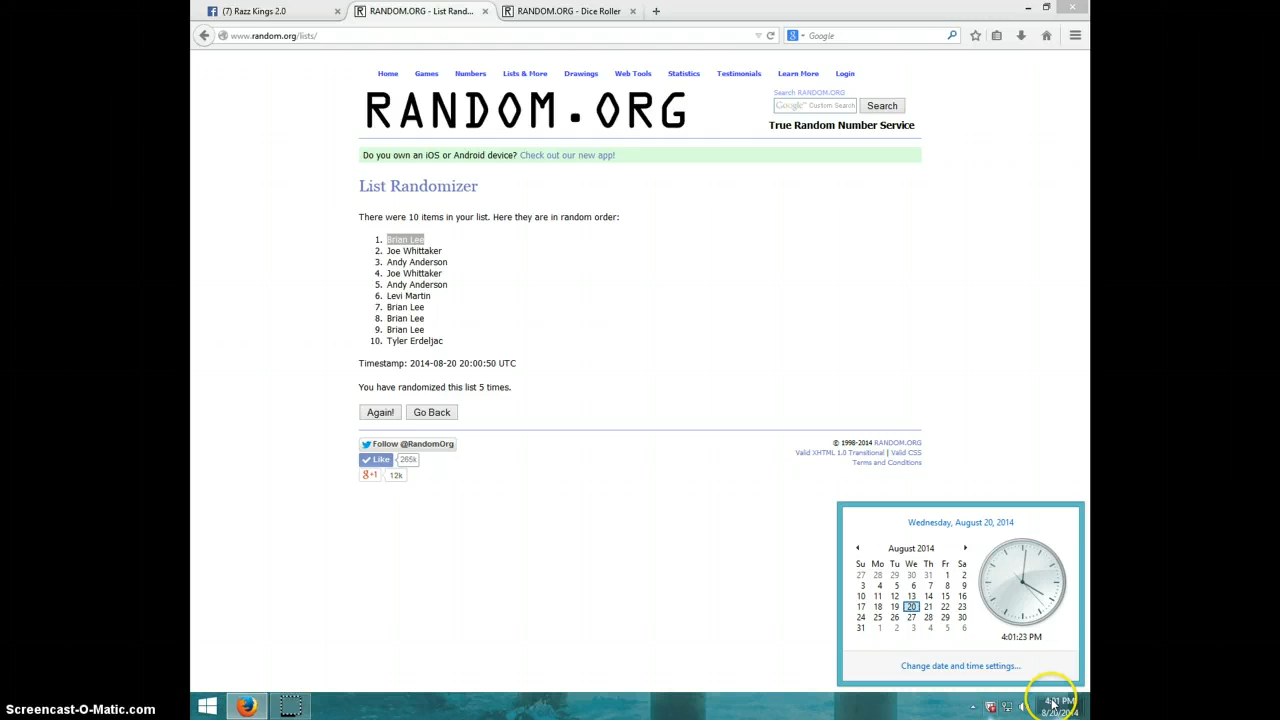 (7) Razz Kings 2.0
RANDOM.ORG - List Rand...
RANDOM.ORG - Dice Roller
www.random.org/lists/
Google
Home Games Numbers Lists & More Drawings Web Tools Statistics Testimonials Learn More Login
RANDOM.ORG
Search RANDOM.ORG
Google™ Custom Search
Search
True Random Number Service
Do you own an iOS or Android device? Check out our new app!
List Randomizer
There were 10 items in your list. Here they are in random order:
1. Brian Lee
2. Joe Whittaker
3. Andy Anderson
4. Joe Whittaker
5. Andy Anderson
6. Levi Martin
7. Brian Lee
8. Brian Lee
9. Brian Lee
10. Tyler Erdeljac
Timestamp: 2014-08-20 20:00:50 UTC
You have randomized this list 5 times.
Again! Go Back
Follow @RandomOrg
Like 265k
g+1 12k
© 1998-2014 RANDOM.ORG
Valid XHTML 1.0 Transitional | Valid CSS
Terms and Conditions
Wednesday, August 20, 2014
August 2014
Su Mo Tu We Th Fr Sa
27 28 29 30 31 1 2
3 4 5 6 7 8 9
10 11 12 13 14 15 16
17 18 19 20 21 22 23
24 25 26 27 28 29 30
31 1 2 3 4 5 6
4:01:23 PM
Change date and time settings...
4:01 PM
8/20/2014
Screencast-O-Matic.com